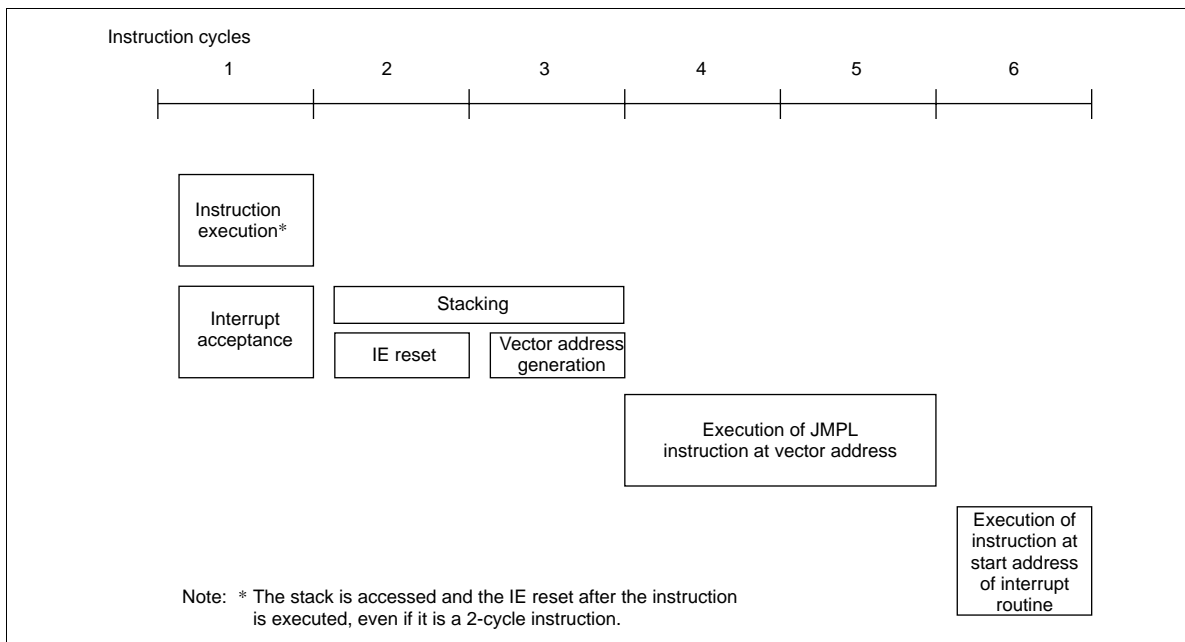 Instruction cycles
1 2 3 4 5 6
Instruction
execution*
Interrupt
acceptance
Stacking
IE reset
Vector address
generation
Execution of JMPL
instruction at vector address
Execution of
instruction at
start address
of interrupt
routine
Note: * The stack is accessed and the IE reset after the instruction
is executed, even if it is a 2-cycle instruction.